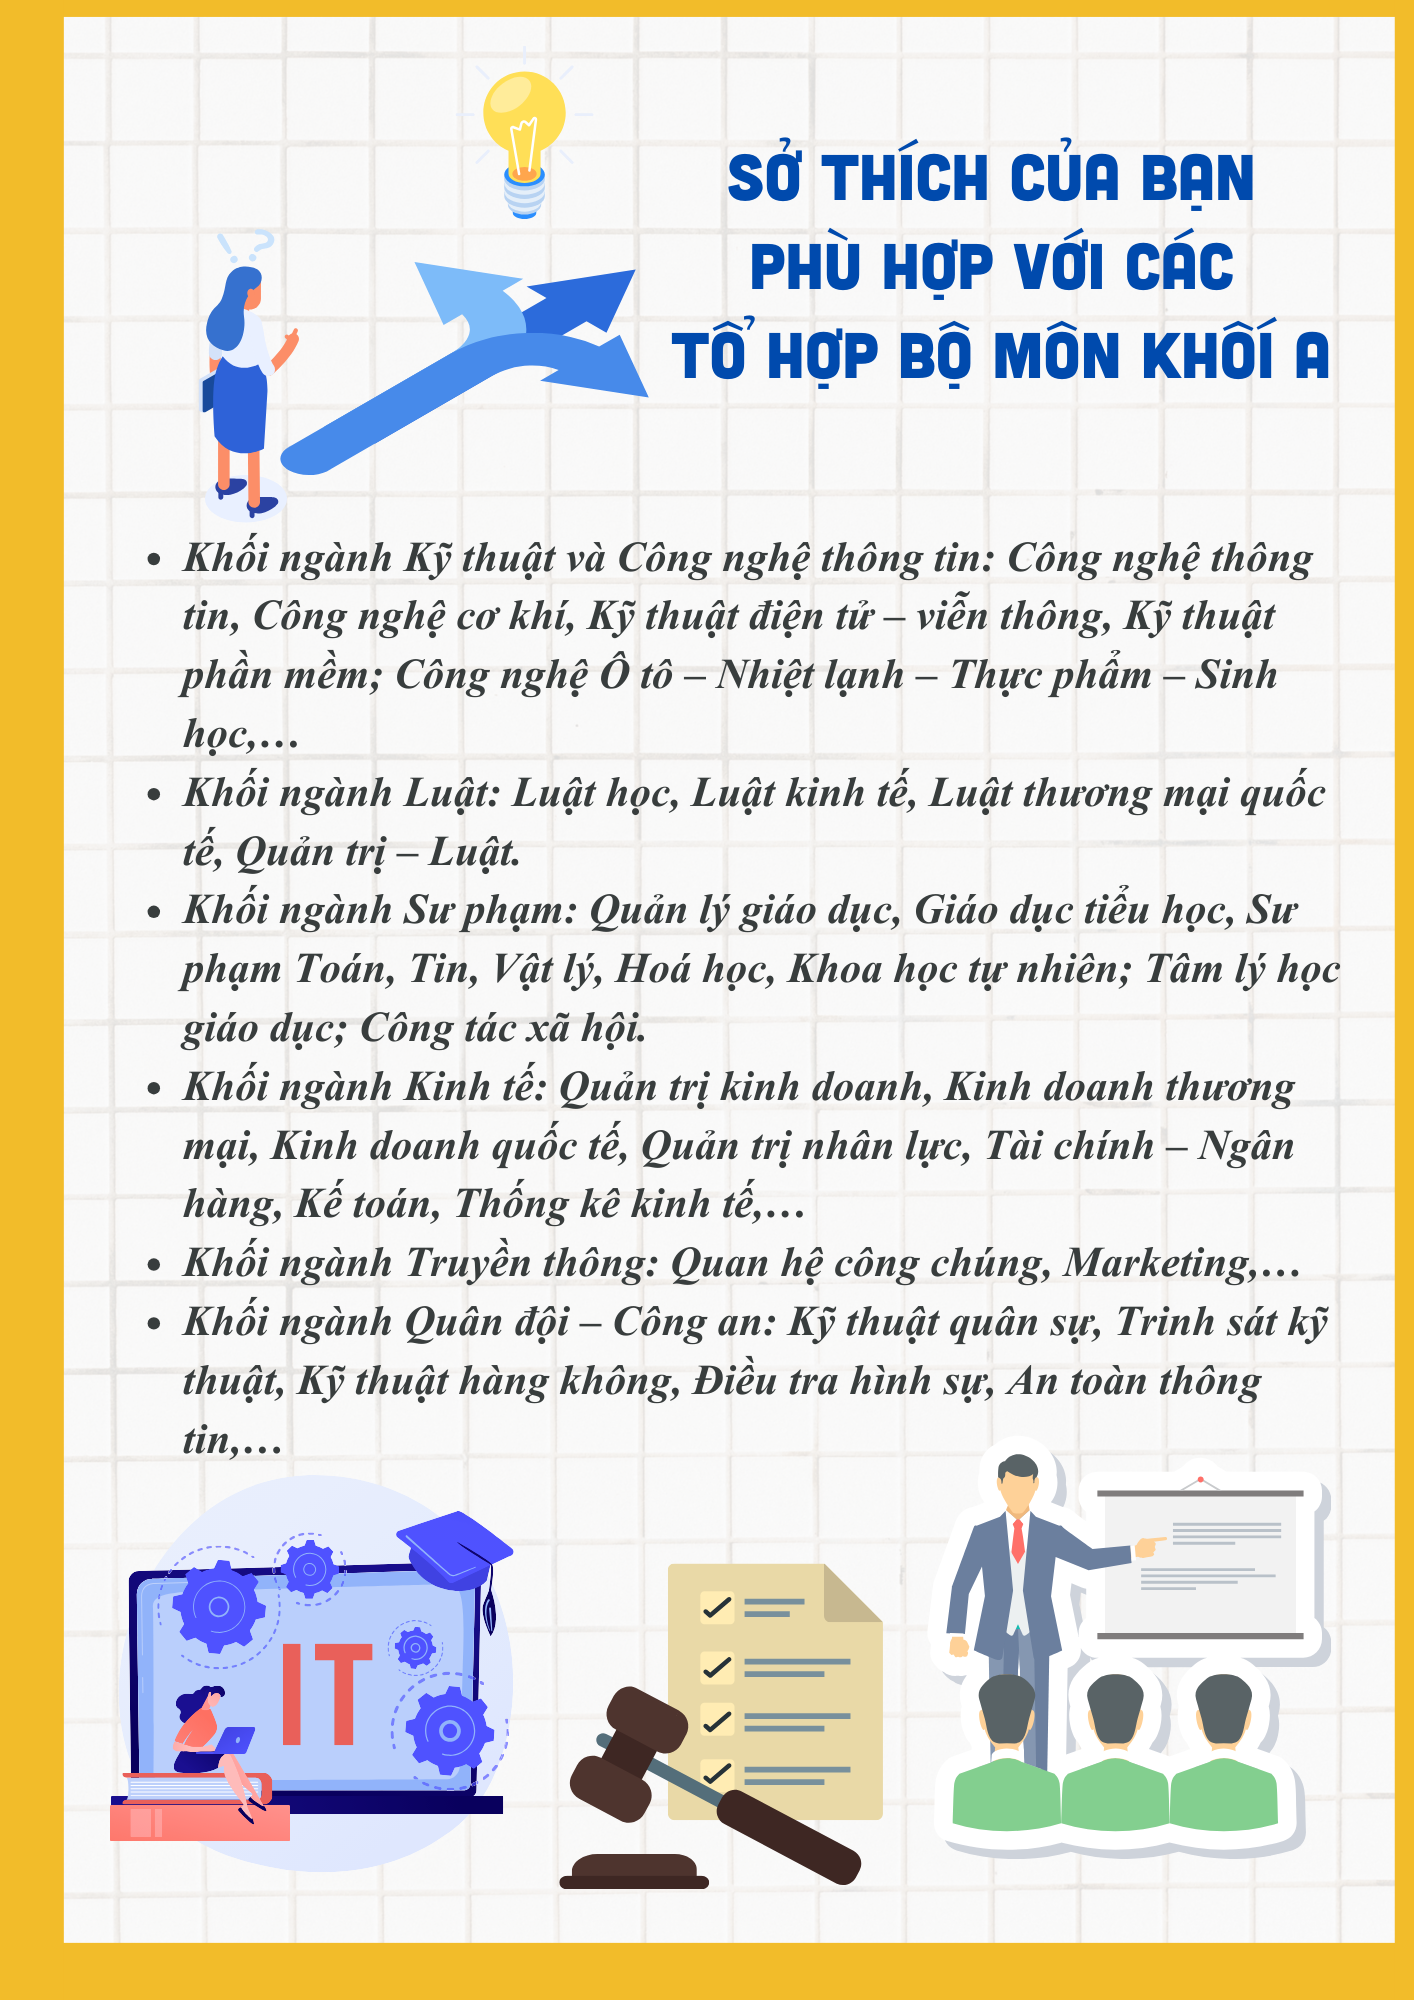 SỞ THÍCH CỦA BẠN
PHÙ HỢP VỚI CÁC
TỔ HỢP BỘ MÔN KHỐI A
• Khối ngành Kỹ thuật và Công nghệ thông tin: Công nghệ thông
tin, Công nghệ cơ khí, Kỹ thuật điện tử – viễn thông, Kỹ thuật
phần mềm; Công nghệ Ô tô – Nhiệt lạnh – Thực phẩm – Sinh
học,…
• Khối ngành Luật: Luật học, Luật kinh tế, Luật thương mại quốc
tế, Quản trị – Luật.
• Khối ngành Sư phạm: Quản lý giáo dục, Giáo dục tiểu học, Sư
phạm Toán, Tin, Vật lý, Hoá học, Khoa học tự nhiên; Tâm lý học
giáo dục; Công tác xã hội.
• Khối ngành Kinh tế: Quản trị kinh doanh, Kinh doanh thương
mại, Kinh doanh quốc tế, Quản trị nhân lực, Tài chính – Ngân
hàng, Kế toán, Thống kê kinh tế,…
• Khối ngành Truyền thông: Quan hệ công chúng, Marketing,…
• Khối ngành Quân đội – Công an: Kỹ thuật quân sự, Trinh sát kỹ
thuật, Kỹ thuật hàng không, Điều tra hình sự, An toàn thông
tin,…
IT